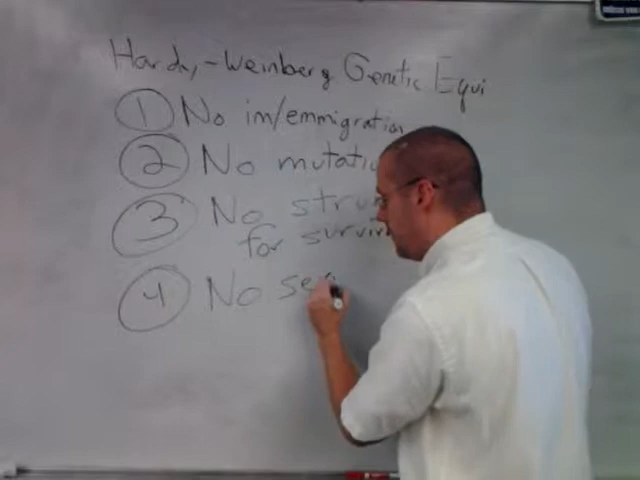 Hardy-Weinberg Genetic Equi
1 No im/emmigration
2 No mutatio
3 No stru
for surviv
4 No se